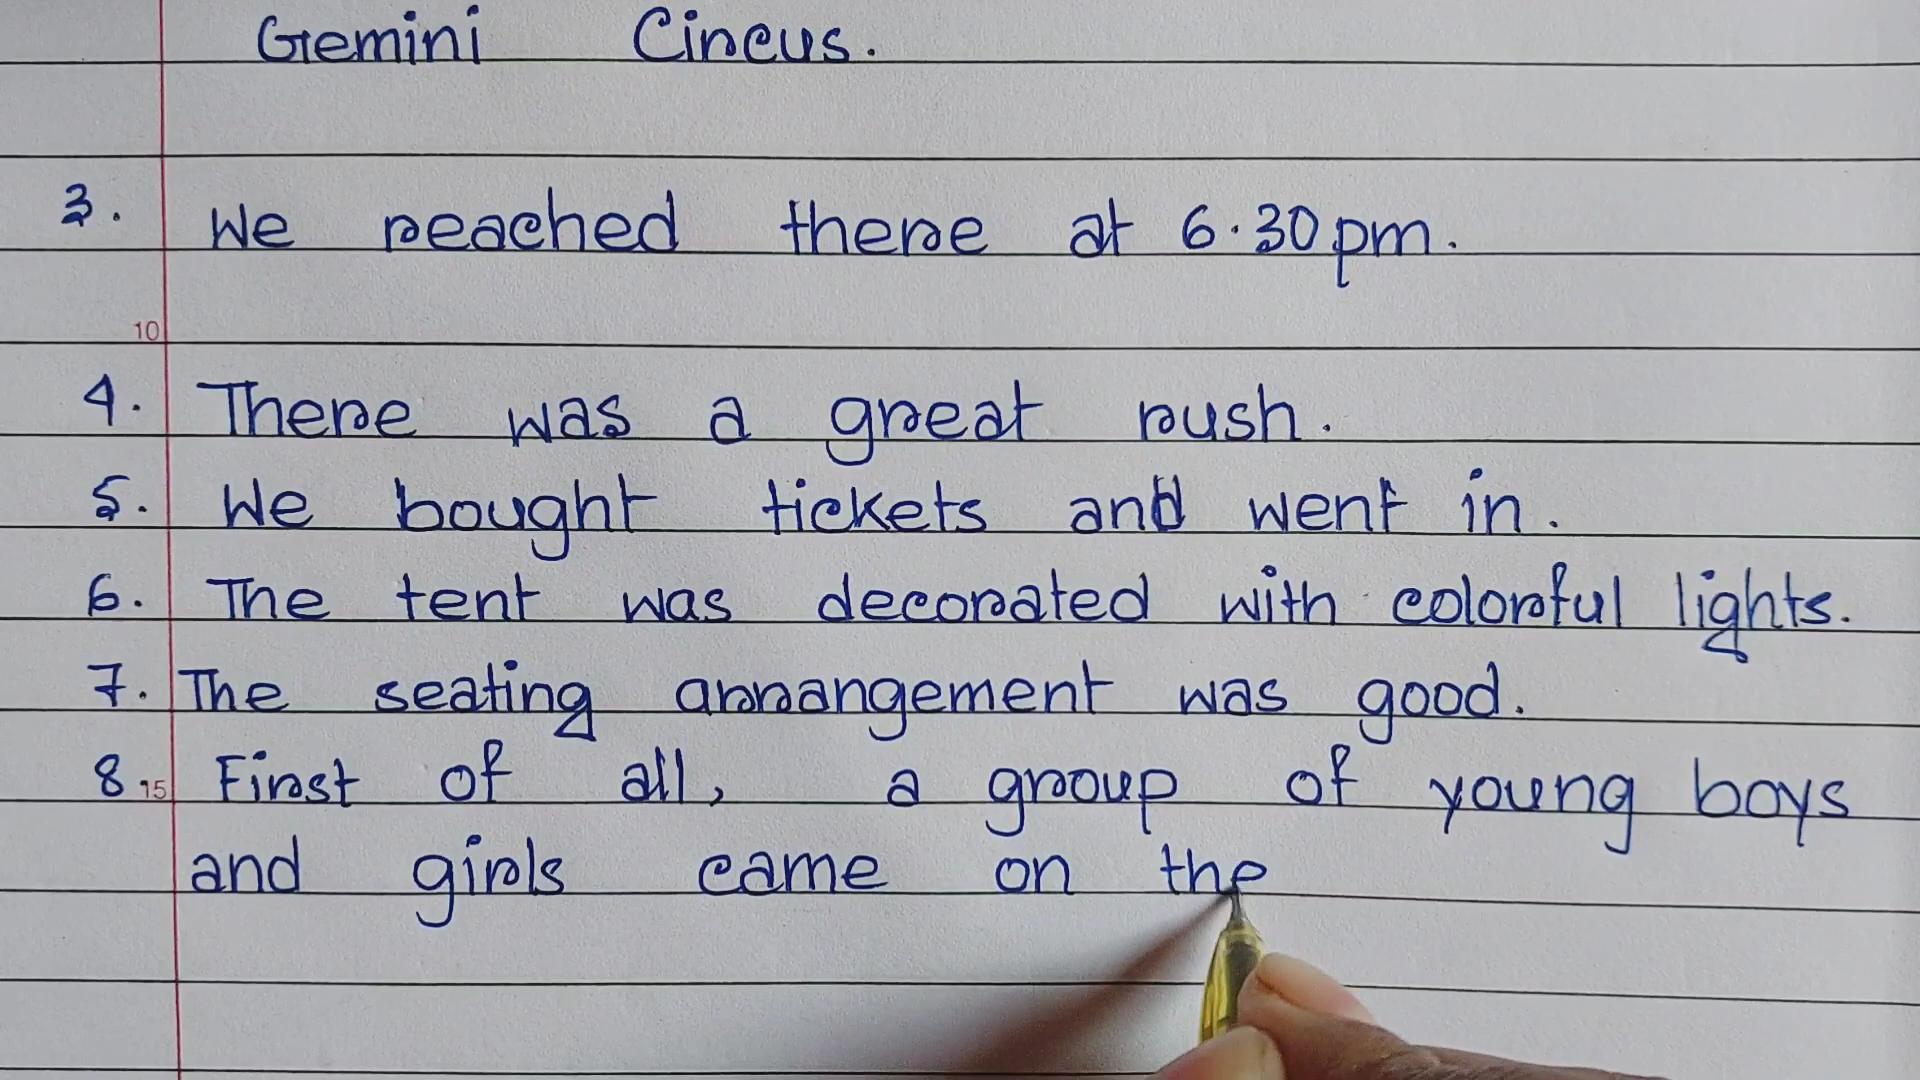 Gemini Circus.
3. We reached there at 6.30 pm.
10
4. There was a great rush.
5. We bought tickets and went in.
6. The tent was decorated with colorful lights.
7. The seating arrangement was good.
8. 15 First of all, a group of young boys
and girls came on the